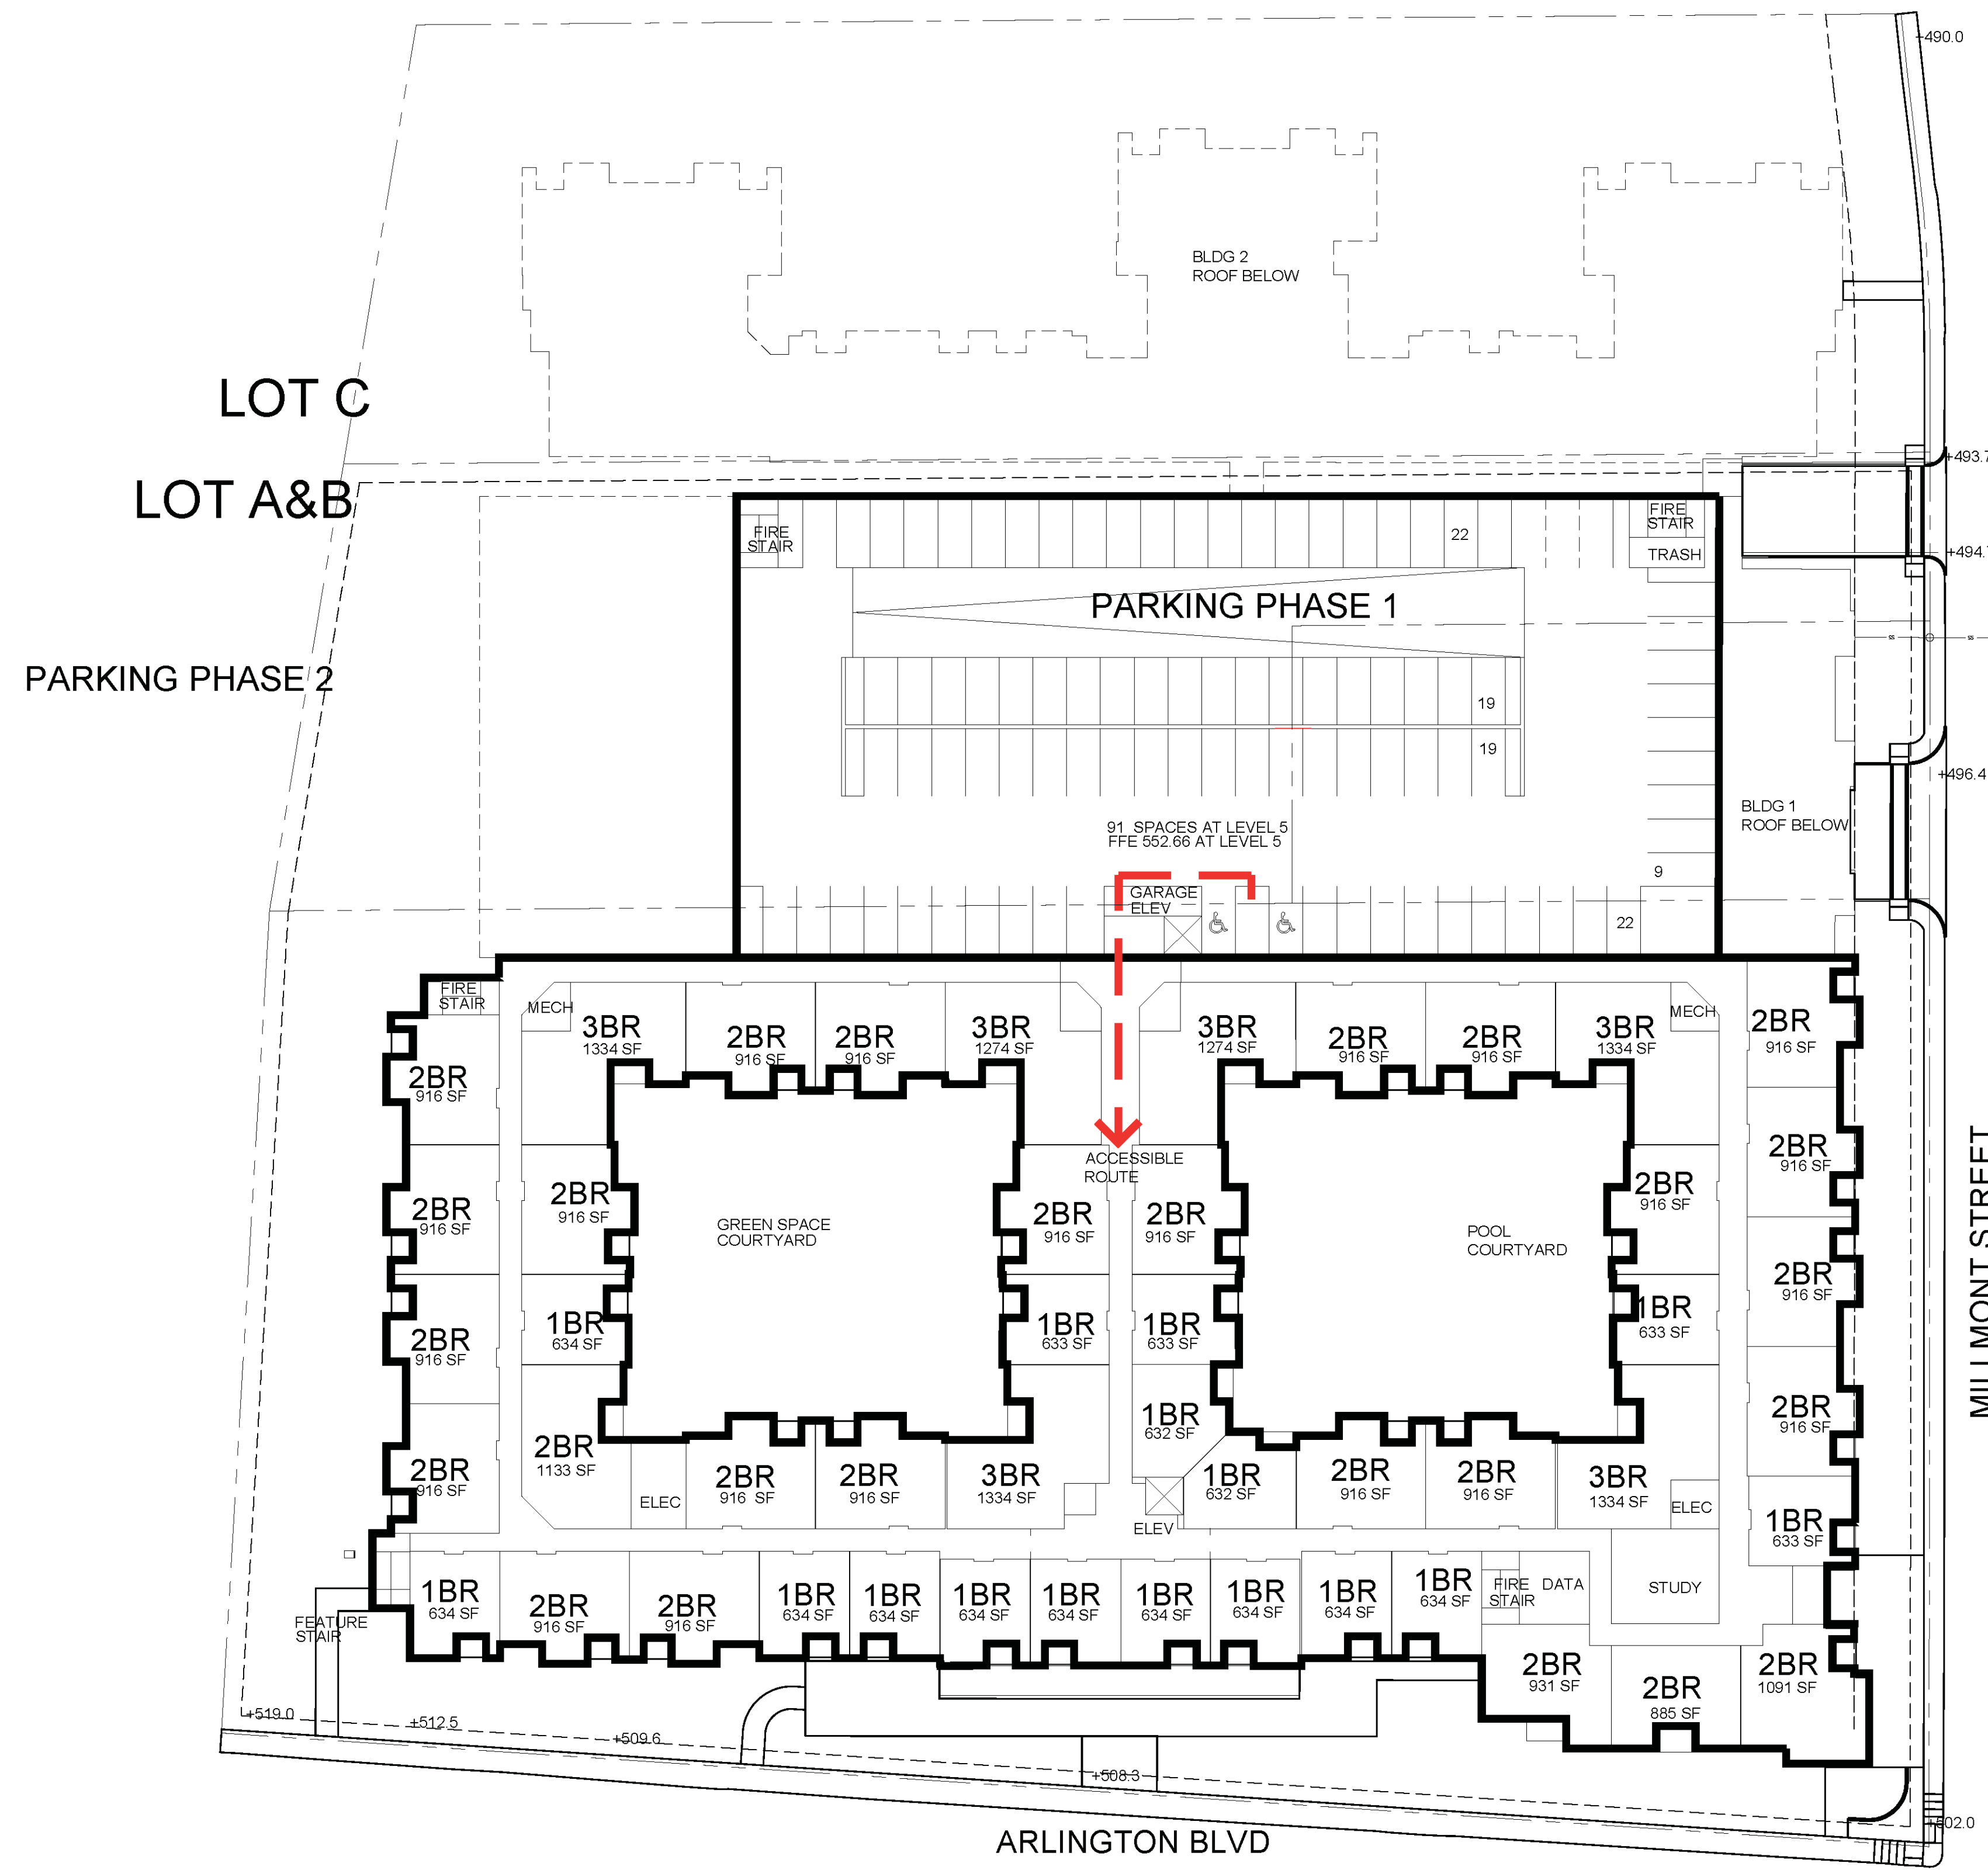 +490.0
BLDG 2
ROOF BELOW
LOT C
LOT A&B
+493.7
+494.
FIRE
STAIR
22
FIRE
STAIR
TRASH
PARKING PHASE 1
SS
SS
PARKING PHASE 2
19
19
+496.4
BLDG 1
ROOF BELOW
91 SPACES AT LEVEL 5
FFE 552.66 AT LEVEL 5
9
GARAGE
ELEV
22
FIRE
STAIR
MECH
3BR
1334 SF
2BR
916 SF
2BR
916 SF
3BR
1274 SF
3BR
1274 SF
2BR
916 SF
2BR
916 SF
3BR
1334 SF
MECH
2BR
916 SF
2BR
916 SF
2BR
916 SF
ACCESSIBLE
ROUTE
2BR
916 SF
2BR
916 SF
GREEN SPACE
COURTYARD
2BR
916 SF
2BR
916 SF
POOL
COURTYARD
2BR
916 SF
2BR
916 SF
MILLMONT STREET
2BR
916 SF
1BR
634 SF
1BR
633 SF
1BR
633 SF
1BR
633 SF
2BR
916 SF
2BR
916 SF
2BR
1133 SF
ELEC
2BR
916 SF
2BR
916 SF
3BR
1334 SF
1BR
632 SF
1BR
632 SF
2BR
916 SF
2BR
916 SF
3BR
1334 SF
ELEC
1BR
633 SF
ELEV
1BR
634 SF
2BR
916 SF
2BR
916 SF
1BR
634 SF
1BR
634 SF
1BR
634 SF
1BR
634 SF
1BR
634 SF
1BR
634 SF
1BR
634 SF
1BR
634 SF
FIRE
STAIR
DATA
STUDY
FEATURE
STAIR
2BR
931 SF
2BR
885 SF
2BR
1091 SF
+519.0
+512.5
+509.6
+508.3
+502.0
ARLINGTON BLVD